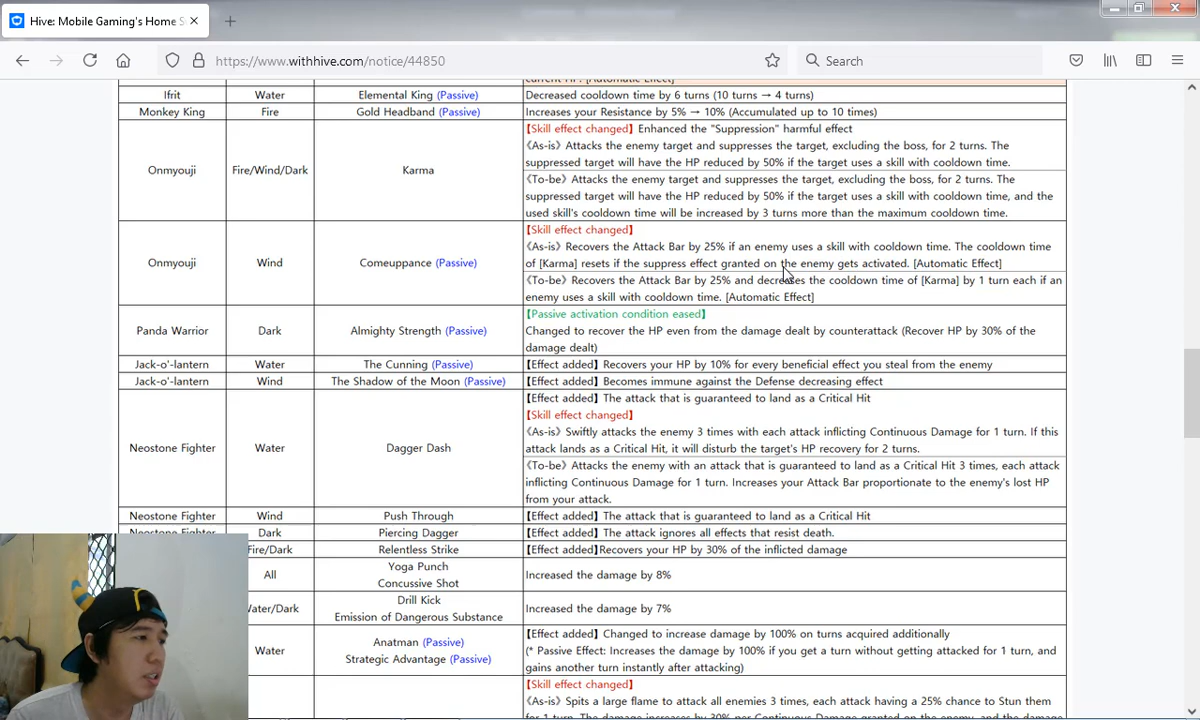 Hive: Mobile Gaming's Home S
https://www.withhive.com/notice/44850
Search
current HP. [Automatic Effect]
Ifrit Water Elemental King (Passive) Decreased cooldown time by 6 turns (10 turns → 4 turns)
Monkey King Fire Gold Headband (Passive) Increases your Resistance by 5% → 10% (Accumulated up to 10 times)
Onmyouji Fire/Wind/Dark Karma
【Skill effect changed】 Enhanced the "Suppression" harmful effect
《As-is》 Attacks the enemy target and suppresses the target, excluding the boss, for 2 turns. The
suppressed target will have the HP reduced by 50% if the target uses a skill with cooldown time.
《To-be》 Attacks the enemy target and suppresses the target, excluding the boss, for 2 turns. The
suppressed target will have the HP reduced by 50% if the target uses a skill with cooldown time, and the
used skill's cooldown time will be increased by 3 turns more than the maximum cooldown time.
Onmyouji Wind Comeuppance (Passive)
【Skill effect changed】
《As-is》 Recovers the Attack Bar by 25% if an enemy uses a skill with cooldown time. The cooldown time
of [Karma] resets if the suppress effect granted on the enemy gets activated. [Automatic Effect]
《To-be》 Recovers the Attack Bar by 25% and decreases the cooldown time of [Karma] by 1 turn each if an
enemy uses a skill with cooldown time. [Automatic Effect]
Panda Warrior Dark Almighty Strength (Passive)
【Passive activation condition eased】
Changed to recover the HP even from the damage dealt by counterattack (Recover HP by 30% of the
damage dealt)
Jack-o'-lantern Water The Cunning (Passive) 【Effect added】 Recovers your HP by 10% for every beneficial effect you steal from the enemy
Jack-o'-lantern Wind The Shadow of the Moon (Passive) 【Effect added】 Becomes immune against the Defense decreasing effect
Neostone Fighter Water Dagger Dash
【Effect added】 The attack that is guaranteed to land as a Critical Hit
【Skill effect changed】
《As-is》 Swiftly attacks the enemy 3 times with each attack inflicting Continuous Damage for 1 turn. If this
attack lands as a Critical Hit, it will disturb the target's HP recovery for 2 turns.
《To-be》 Attacks the enemy with an attack that is guaranteed to land as a Critical Hit 3 times, each attack
inflicting Continuous Damage for 1 turn. Increases your Attack Bar proportionate to the enemy's lost HP
from your attack.
Neostone Fighter Wind Push Through 【Effect added】 The attack that is guaranteed to land as a Critical Hit
Neostone Fighter Dark Piercing Dagger 【Effect added】 The attack ignores all effects that resist death.
Fire/Dark Relentless Strike 【Effect added】Recovers your HP by 30% of the inflicted damage
All Yoga Punch
Concussive Shot
Increased the damage by 8%
Water/Dark Drill Kick
Emission of Dangerous Substance
Increased the damage by 7%
Water Anatman (Passive)
Strategic Advantage (Passive)
【Effect added】 Changed to increase damage by 100% on turns acquired additionally
(* Passive Effect: Increases the damage by 100% if you get a turn without getting attacked for 1 turn, and
gains another turn instantly after attacking)
【Skill effect changed】
《As-is》 Spits a large flame to attack all enemies 3 times, each attack having a 25% chance to Stun them
for 1 turn. The damage increases by 30% per Continuous Damage granted on the enemy, and the damage